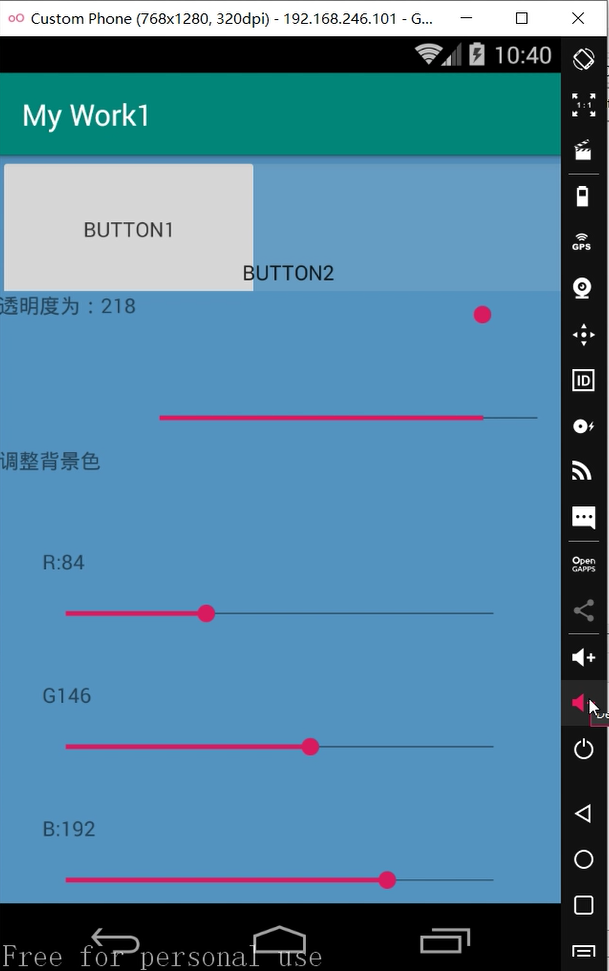 Custom Phone (768x1280, 320dpi) - 192.168.246.101 - G...
10:40
My Work1
1:1
BUTTON1
GPS
BUTTON2
透明度为：218
ID
调整背景色
R:84
Open
GAPPS
G146
De
B:192
Free for personal use